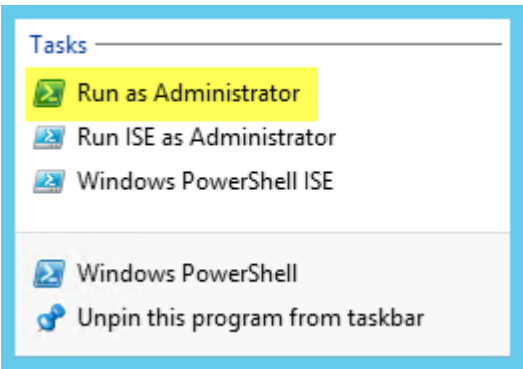 Tasks
Run as Administrator
Run ISE as Administrator
Windows PowerShell ISE
Windows PowerShell
Unpin this program from taskbar